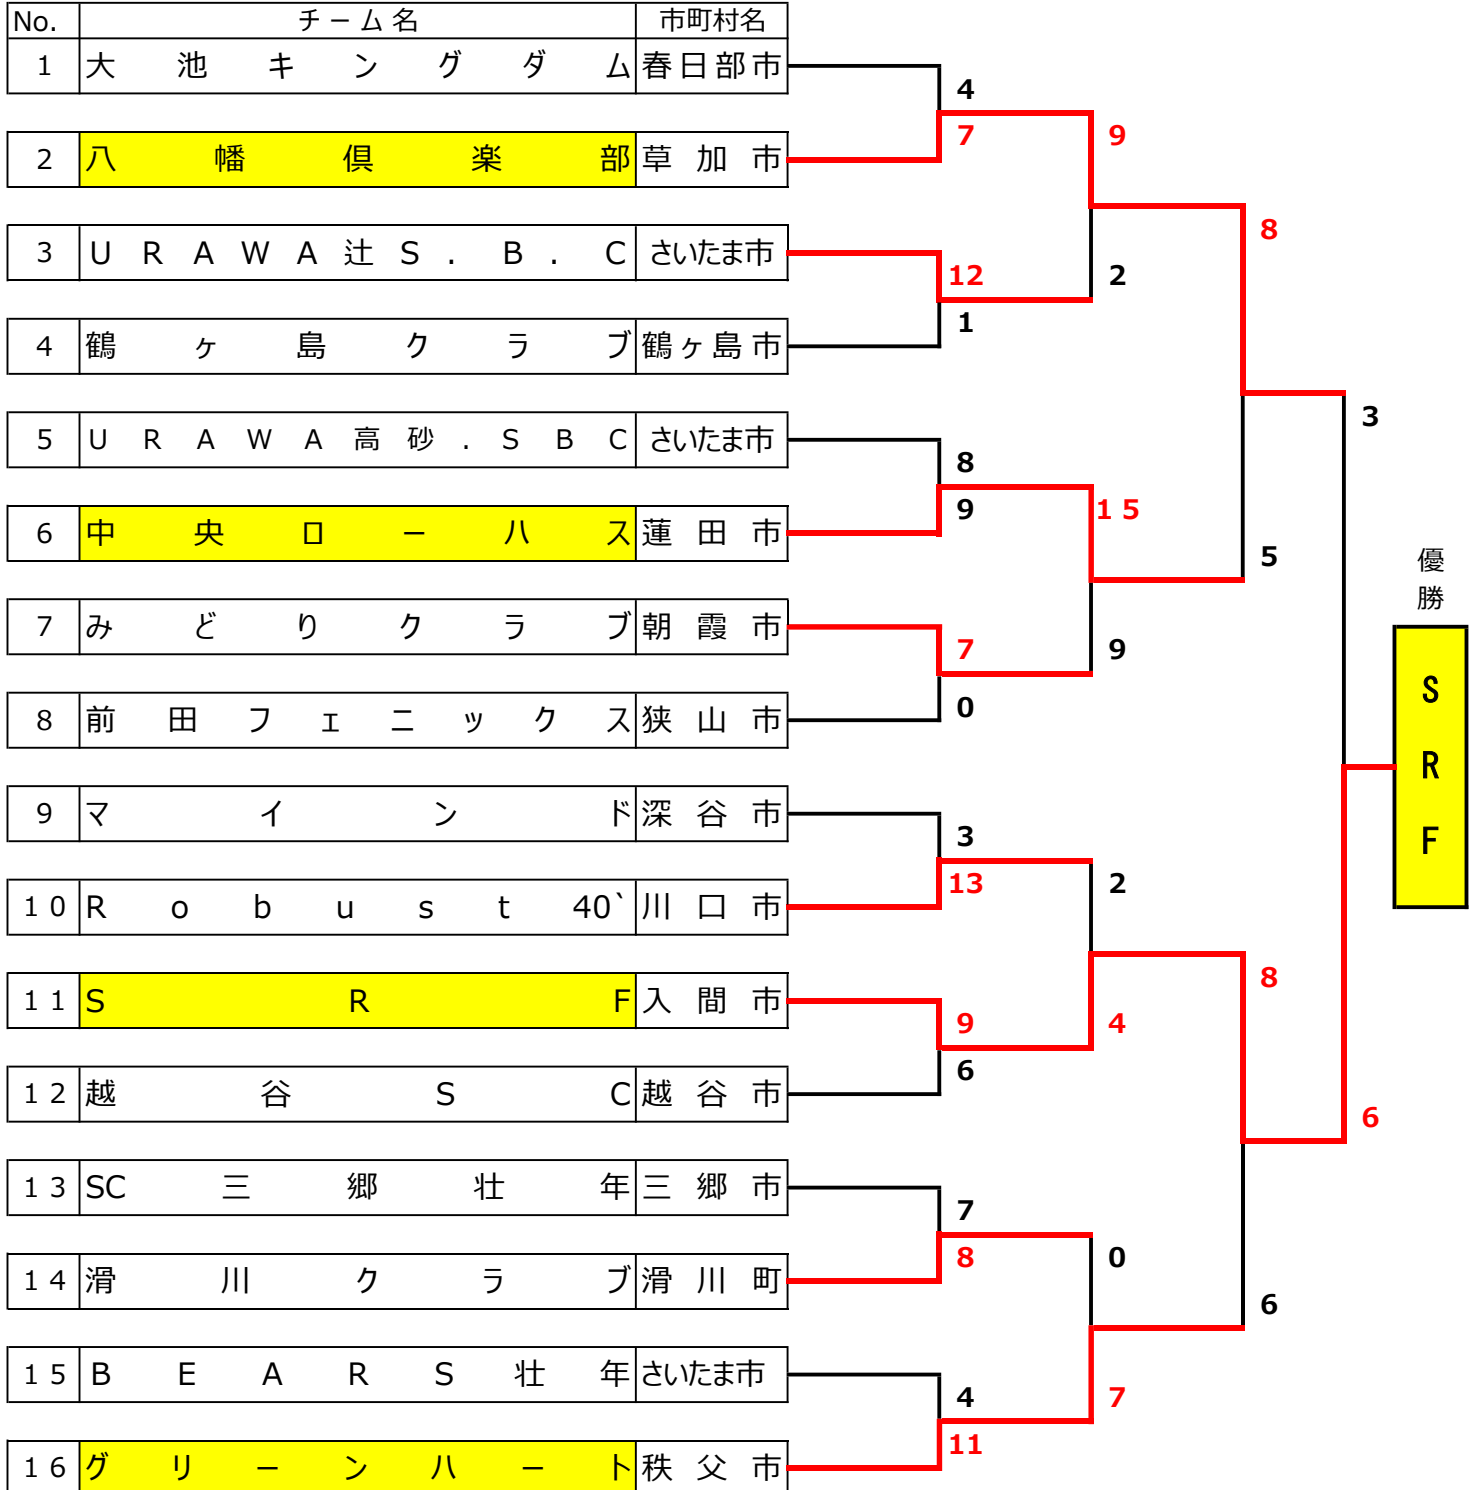 No. チーム名 市町村名
1 大池キングダム 春日部市
4
2 八幡倶楽部 草加市
7 9
3 URAWA辻S.B.C さいたま市
8
12 2
4 鶴ヶ島クラブ 鶴ヶ島市
1
5 URAWA高砂.SBC さいたま市
3
8
6 中央ローハス 蓮田市
9 15
5
優勝
7 みどりクラブ 朝霞市
7 9
8 前田フェニックス 狭山市
0
SRF
9 マインド 深谷市
3
10 Robust 40` 川口市
13 2
11 SRF 入間市
8
9 4
12 越谷SC 越谷市
6
6
13 SC三郷壮年 三郷市
7
14 滑川クラブ 滑川町
8 0
6
15 BEARS壮年 さいたま市
4 7
16 グリーンハート 秩父市
11